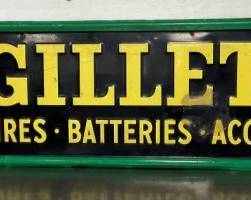 GILLET
IRES · BATTERIES · ACC